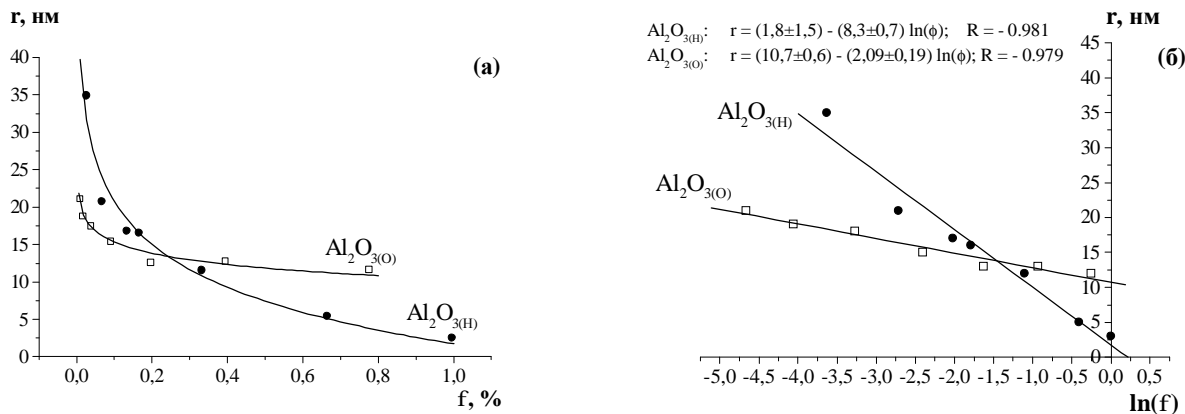 r, нм
(а)
40
35
30
25
20
15
10
5
0
Al₂O₃(О)
Al₂O₃(Н)
0,0 0,2 0,4 0,6 0,8 1,0
f, %
Al₂O₃(Н): r = (1,8±1,5) - (8,3±0,7) ln(ϕ); R = - 0.981
Al₂O₃(О): r = (10,7±0,6) - (2,09±0,19) ln(ϕ); R = - 0.979
r, нм
(б)
45
40
35
30
25
20
15
10
5
0
Al₂O₃(Н)
Al₂O₃(О)
-5,0 -4,5 -4,0 -3,5 -3,0 -2,5 -2,0 -1,5 -1,0 -0,5 0,0 0,5
ln(f)